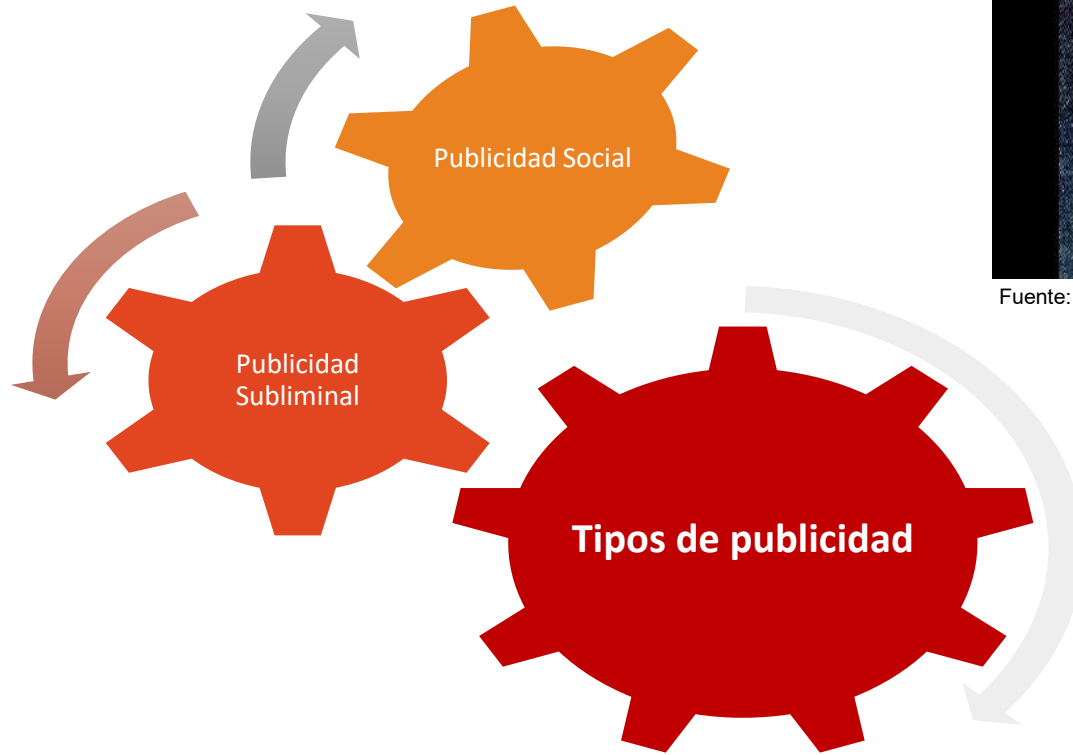 Publicidad Social
Fuente:
Publicidad
Subliminal
Tipos de publicidad